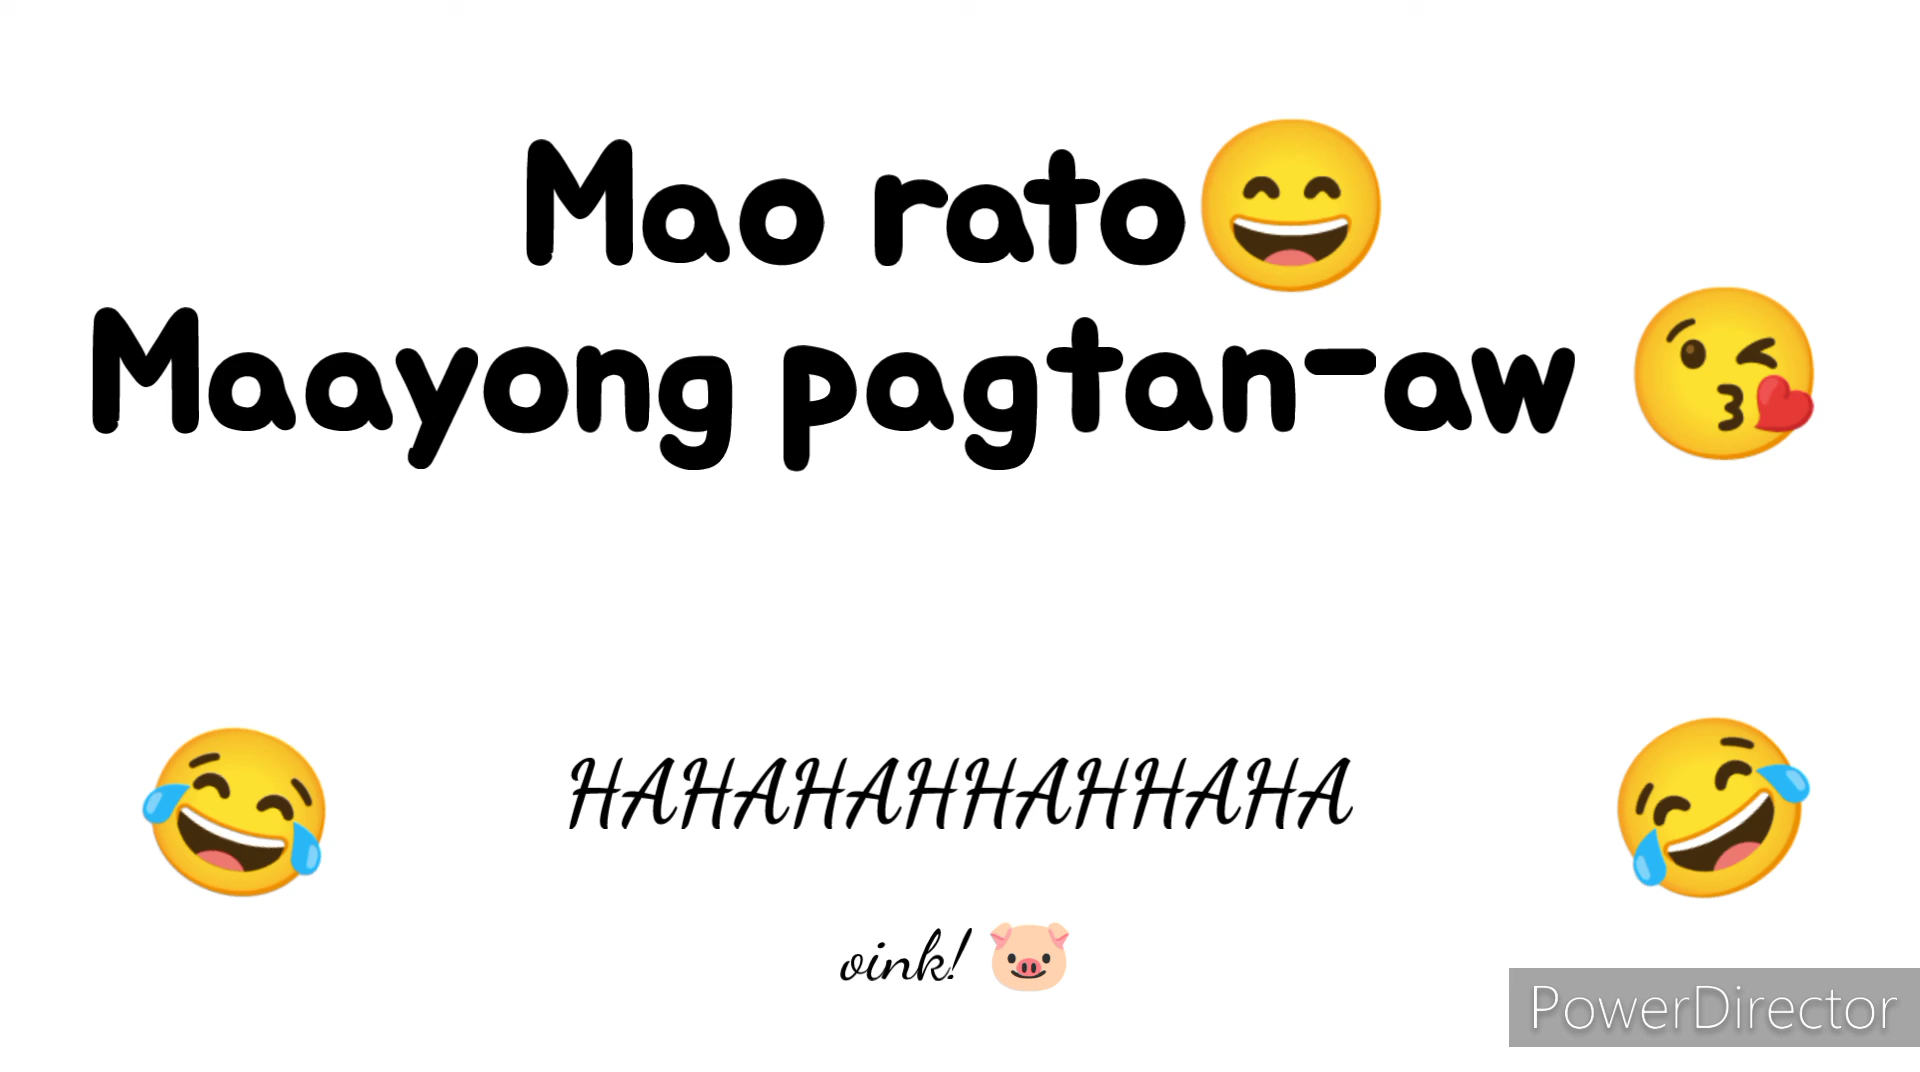 Mao rato😄
Maayong pagtan-aw 😘
HAHAHAHHAHHAHA
oink! 🐷
PowerDirector